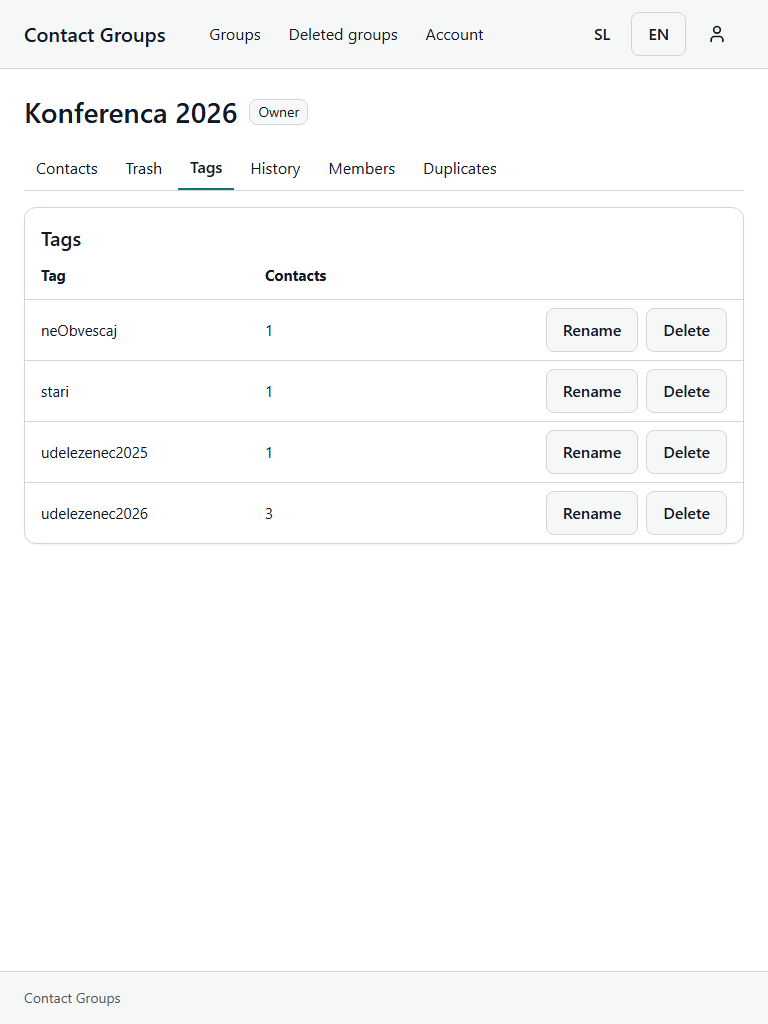 Contact Groups Groups Deleted groups Account SL EN
Konferenca 2026 Owner
Contacts Trash Tags History Members Duplicates
Tags
Tag Contacts
neObvescaj 1 Rename Delete
stari 1 Rename Delete
udelezenec2025 1 Rename Delete
udelezenec2026 3 Rename Delete
Contact Groups